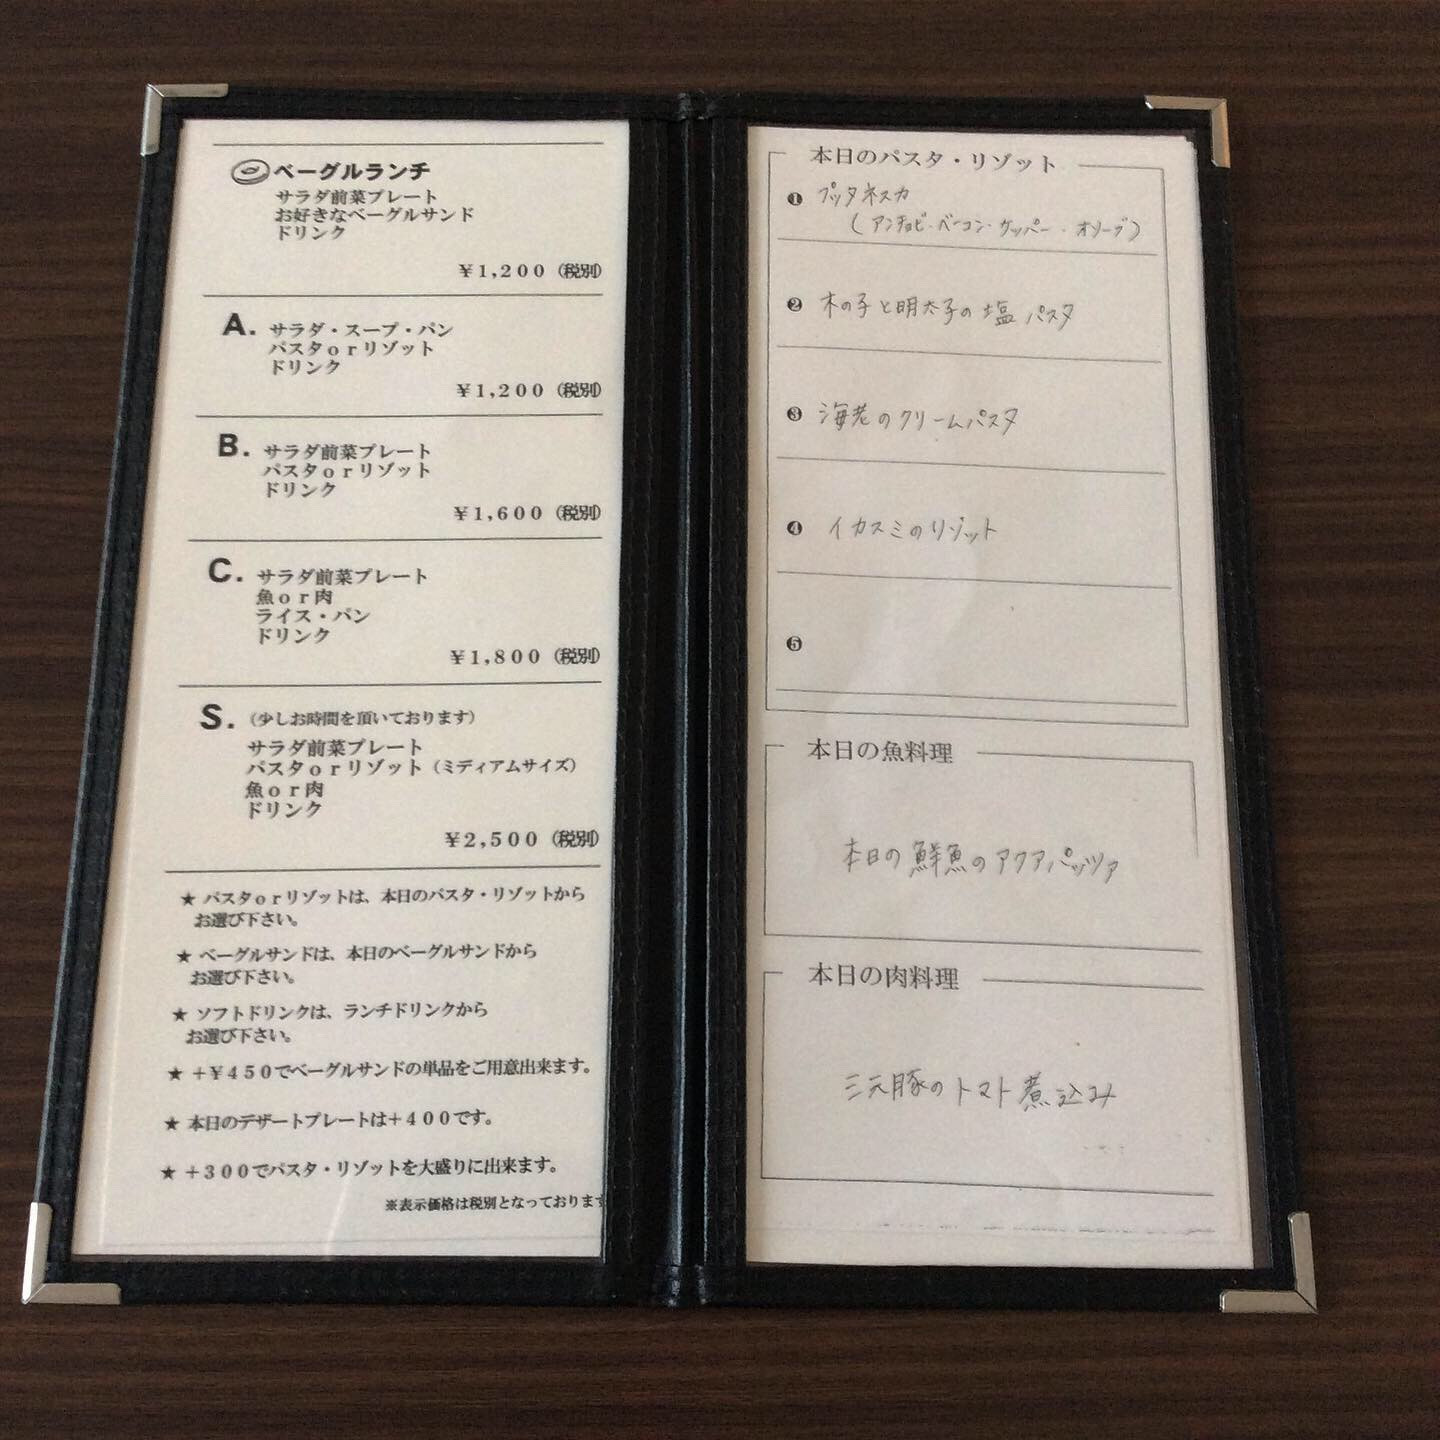 ベーグルランチ
サラダ前菜プレート
お好きなベーグルサンド
ドリンク
¥1,200（税別）
A. サラダ・スープ・パン
パスタorリゾット
ドリンク
¥1,200（税別）
B. サラダ前菜プレート
パスタorリゾット
ドリンク
¥1,600（税別）
C. サラダ前菜プレート
魚or肉
ライス・パン
ドリンク
¥1,800（税別）
S. （少しお時間を頂いております）
サラダ前菜プレート
パスタorリゾット（ミディアムサイズ）
魚or肉
ドリンク
¥2,500（税別）
★ パスタorリゾットは、本日のパスタ・リゾットから
お選び下さい。
★ ベーグルサンドは、本日のベーグルサンドから
お選び下さい。
★ ソフトドリンクは、ランチドリンクから
お選び下さい。
★ +¥450でベーグルサンドの単品をご用意出来ます。
★ 本日のデザートプレートは+400です。
★ +300でパスタ・リゾットを大盛りに出来ます。
※表示価格は税別となっております
本日のパスタ・リゾット
❶ プッタネスカ
（アンチョビ・ベーコン・ケッパー・オリーブ）
❷ 木の子と明太子の塩パスタ
❸ 海老のクリームパスタ
❹ イカスミのリゾット
❺
本日の魚料理
本日の鮮魚のアクアパッツァ
本日の肉料理
三元豚のトマト煮込み